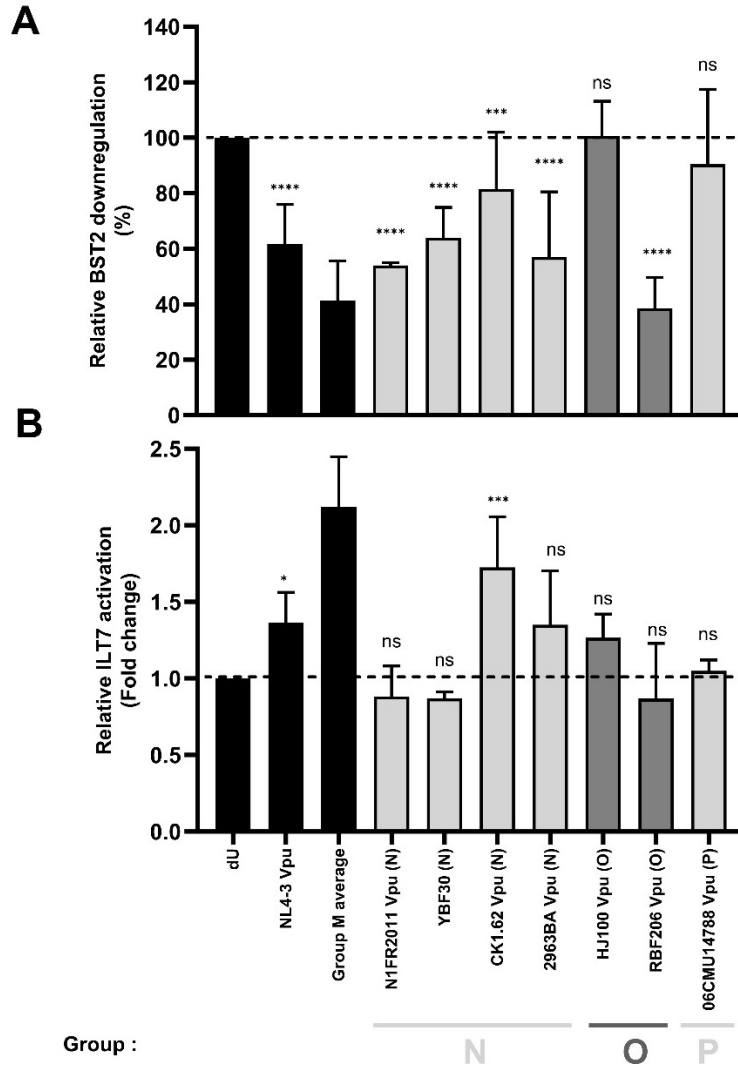 A
Relative BST2 downregulation
(%)
140
120
100
80
60
40
20
0
****
****
****
***
****
ns
****
ns
B
Relative ILT7 activation
(Fold change)
2.5
2.0
1.5
1.0
0.5
0.0
*
ns
ns
***
ns
ns
ns
ns
dU
NL4-3 Vpu
Group M average
N1FR2011 Vpu (N)
YBF30 (N)
CK1.62 Vpu (N)
2963BA Vpu (N)
HJ100 Vpu (O)
RBF206 Vpu (O)
06CMU14788 Vpu (P)
Group :
N
O
P